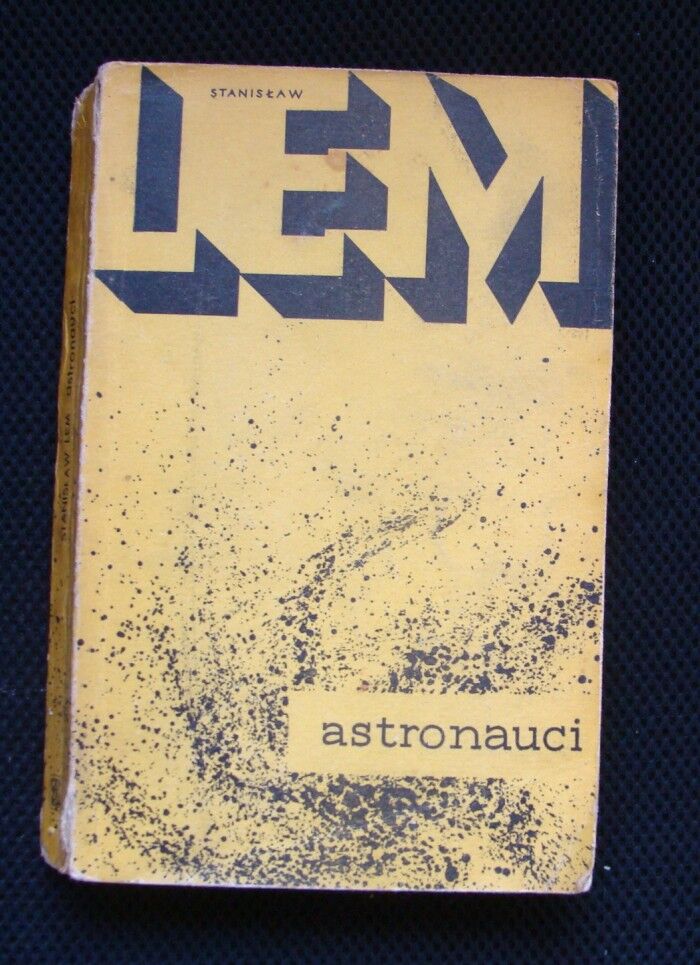 STANISŁAW
LEM
astronauci
STANISŁAW LEM astronauci